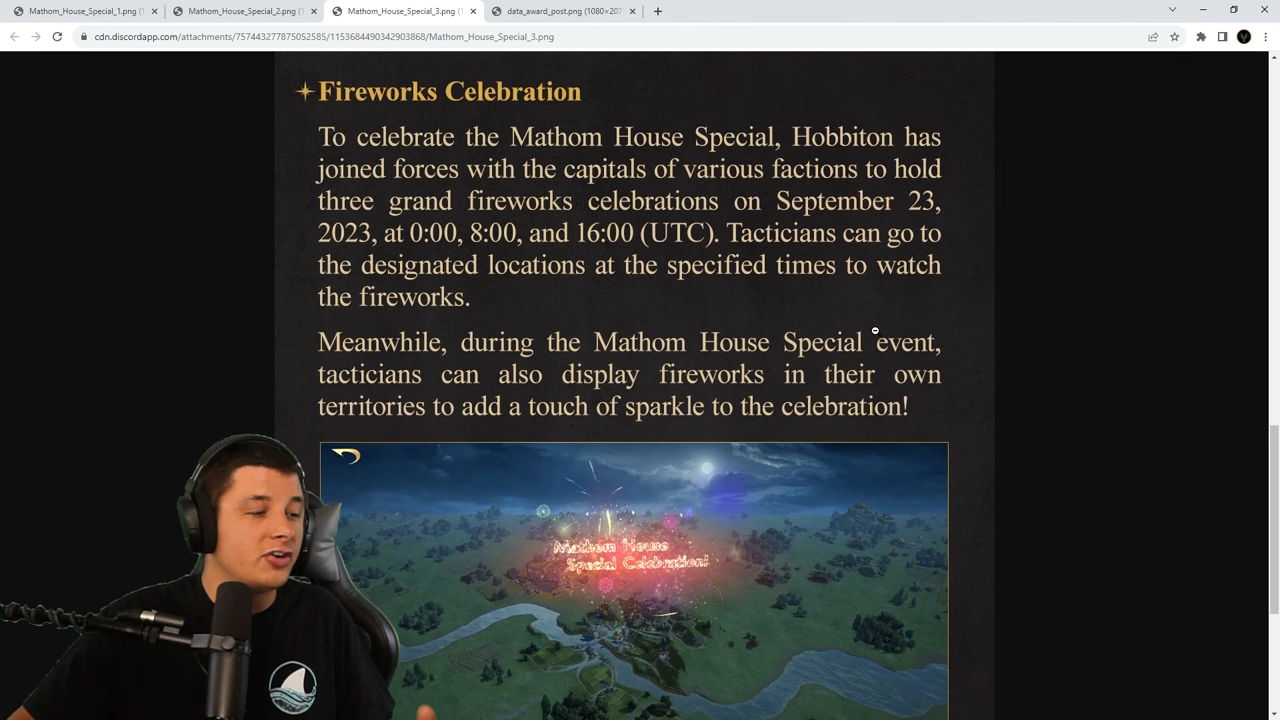 Mathom_House_Special_1.png (1
Mathom_House_Special_2.png (1
Mathom_House_Special_3.png (1
data_award_post.png (1080×207
cdn.discordapp.com/attachments/757443277875052585/1153684490342903868/Mathom_House_Special_3.png
Fireworks Celebration
To celebrate the Mathom House Special, Hobbiton has
joined forces with the capitals of various factions to hold
three grand fireworks celebrations on September 23,
2023, at 0:00, 8:00, and 16:00 (UTC). Tacticians can go to
the designated locations at the specified times to watch
the fireworks.
Meanwhile, during the Mathom House Special event,
tacticians can also display fireworks in their own
territories to add a touch of sparkle to the celebration!
Mathom House
Special Celebration!